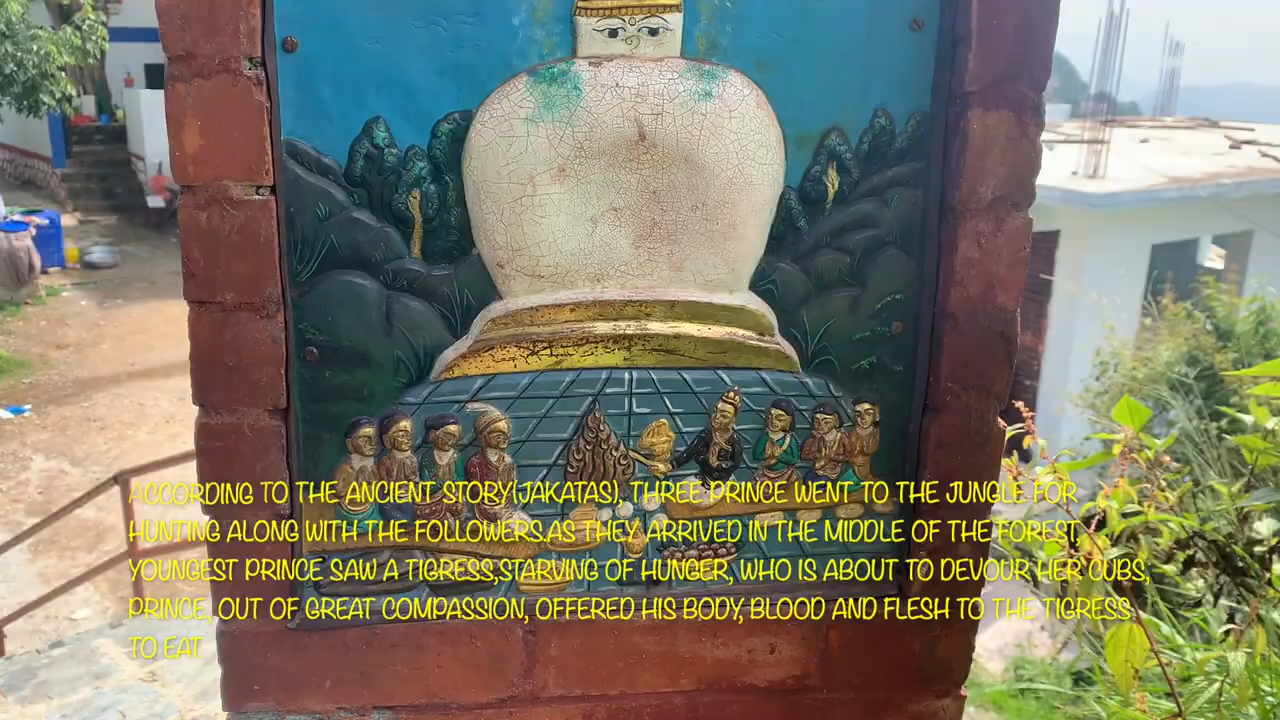 ACCORDING TO THE ANCIENT STORY(JAKATAS), THREE PRINCE WENT TO THE JUNGLE FOR
HUNTING ALONG WITH THE FOLLOWERS.AS THEY ARRIVED IN THE MIDDLE OF THE FOREST,
YOUNGEST PRINCE SAW A TIGRESS,STARVING OF HUNGER, WHO IS ABOUT TO DEVOUR HER CUBS,
PRINCE, OUT OF GREAT COMPASSION, OFFERED HIS BODY, BLOOD AND FLESH TO THE TIGRESS
TO EAT